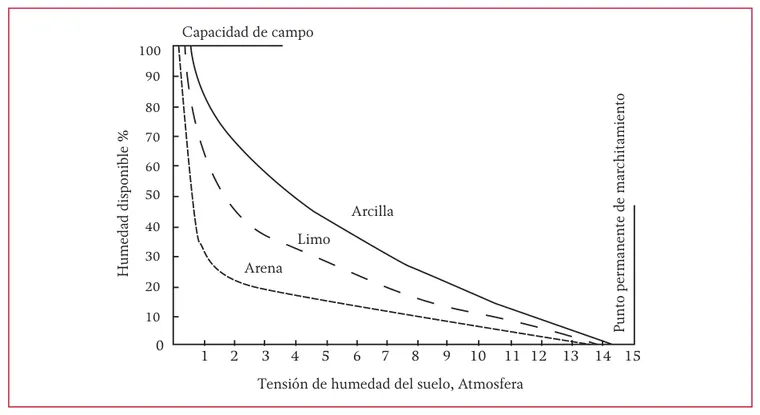 Capacidad de campo
100
90
80
70
60
50
40
30
20
10
0
Humedad disponible %
Arcilla
Limo
Arena
Punto permanente de marchitamiento
1 2 3 4 5 6 7 8 9 10 11 12 13 14 15
Tensión de humedad del suelo, Atmosfera